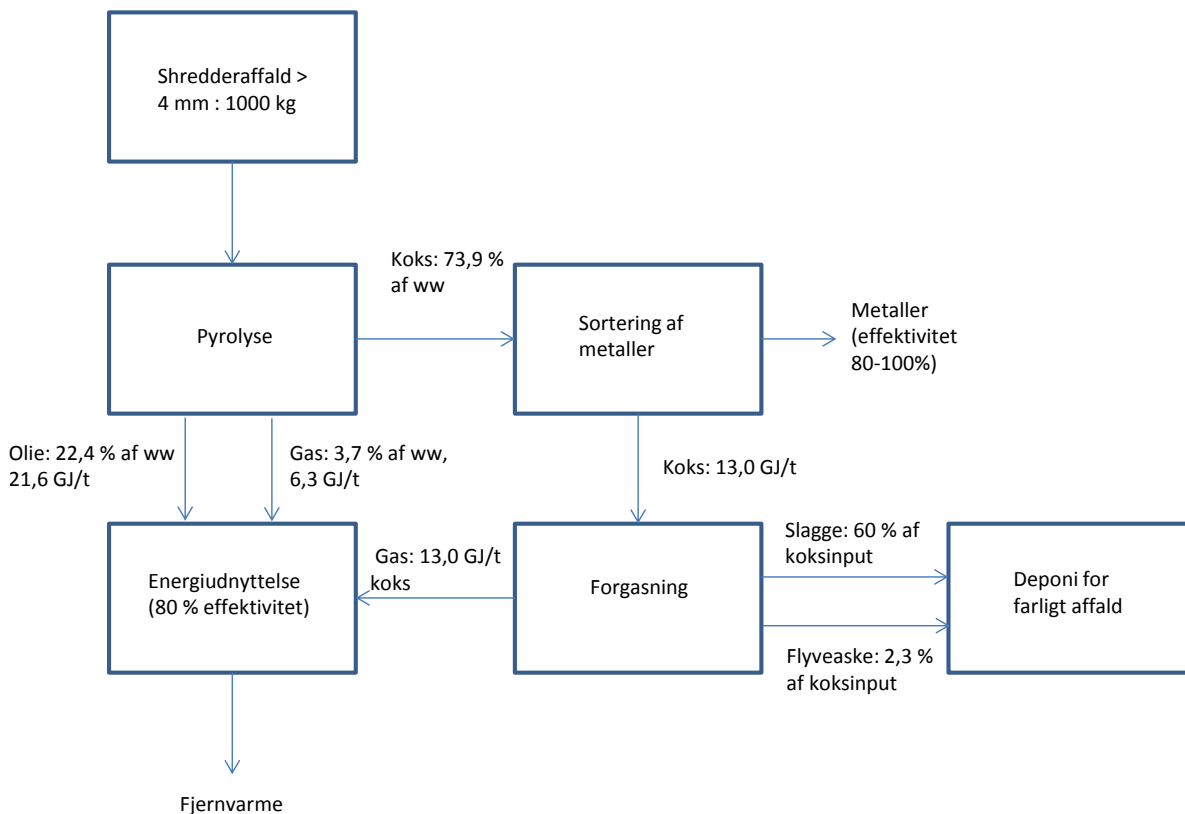 Shredderaffald >
4 mm : 1000 kg
Koks: 73,9 %
af ww
Pyrolyse
Sortering af
metaller
Metaller
(effektivitet
80-100%)
Olie: 22,4 % af ww
21,6 GJ/t
Gas: 3,7 % af ww,
6,3 GJ/t
Koks: 13,0 GJ/t
Energiudnyttelse
(80 % effektivitet)
Gas: 13,0 GJ/t
koks
Forgasning
Slagge: 60 % af
koksinput
Flyveaske: 2,3 %
af koksinput
Deponi for
farligt affald
Fjernvarme